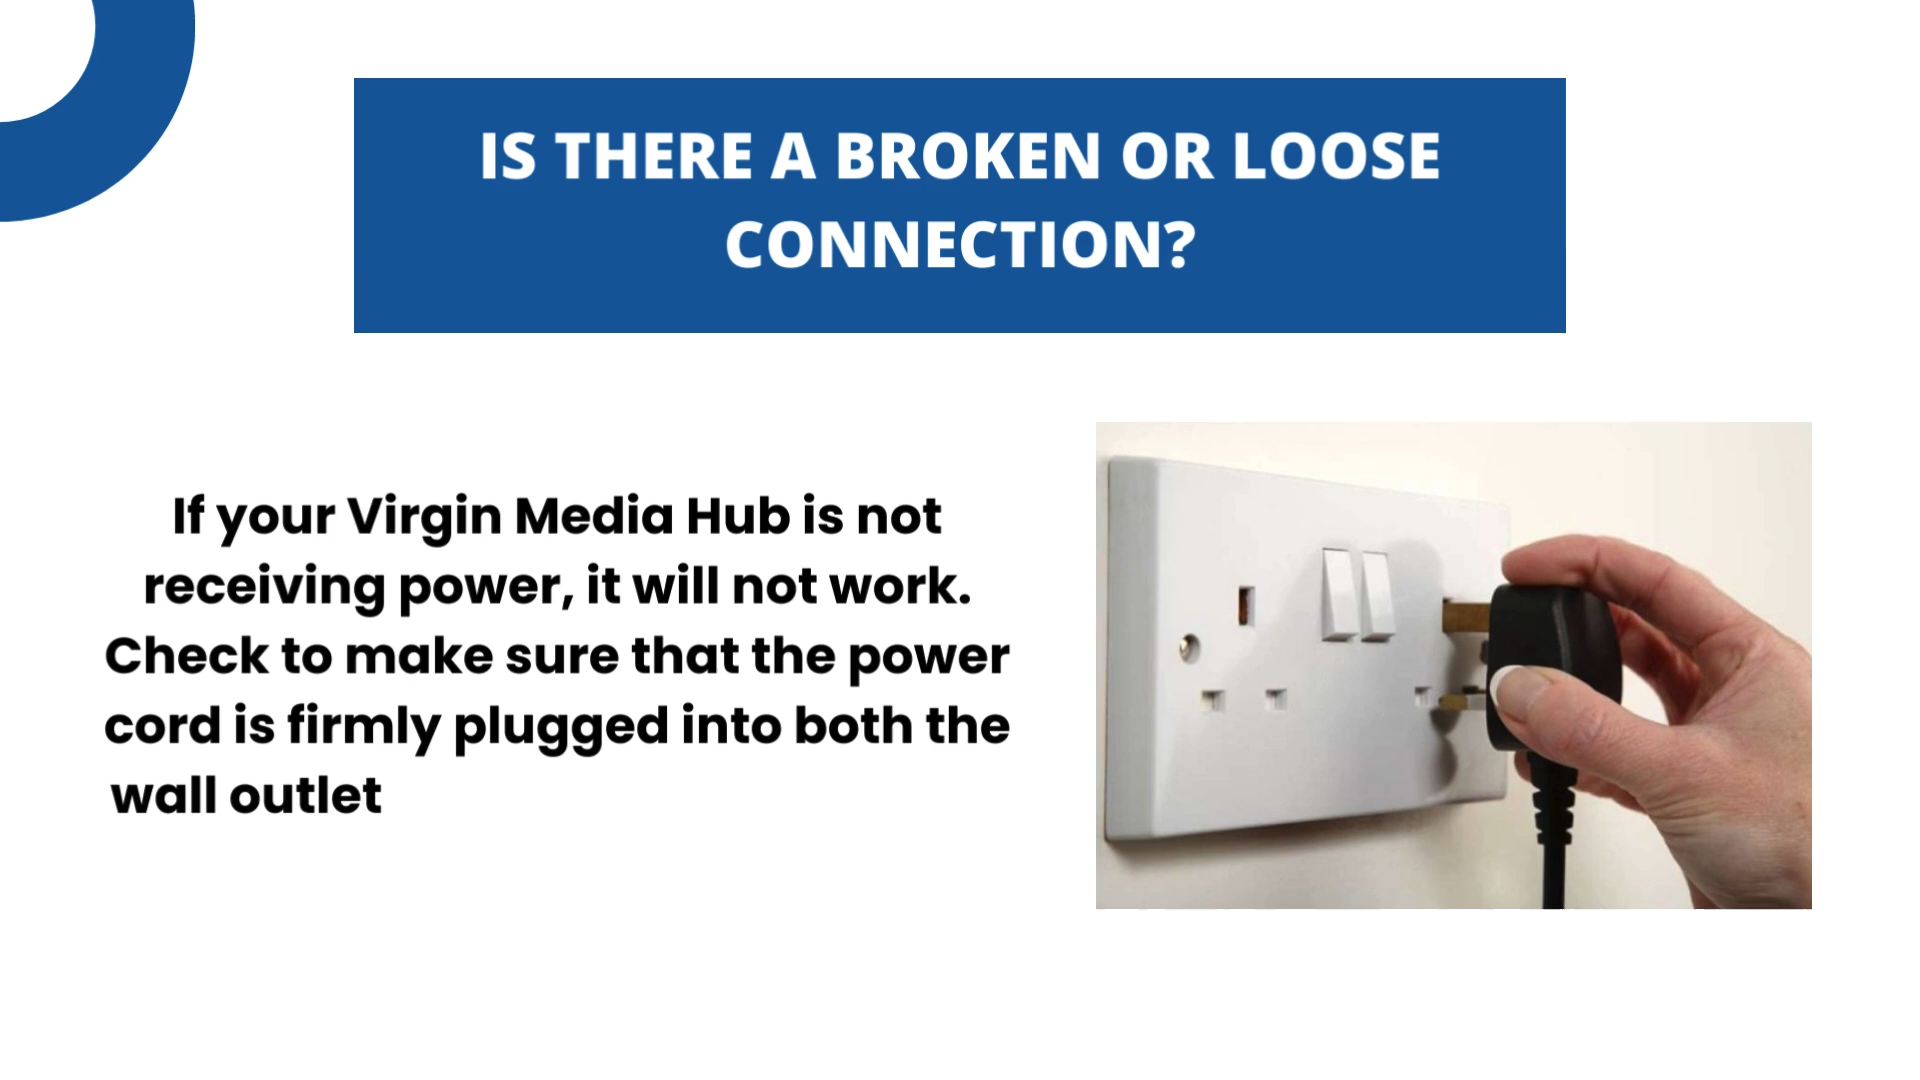 IS THERE A BROKEN OR LOOSE
CONNECTION?
If your Virgin Media Hub is not
receiving power, it will not work.
Check to make sure that the power
cord is firmly plugged into both the
wall outlet